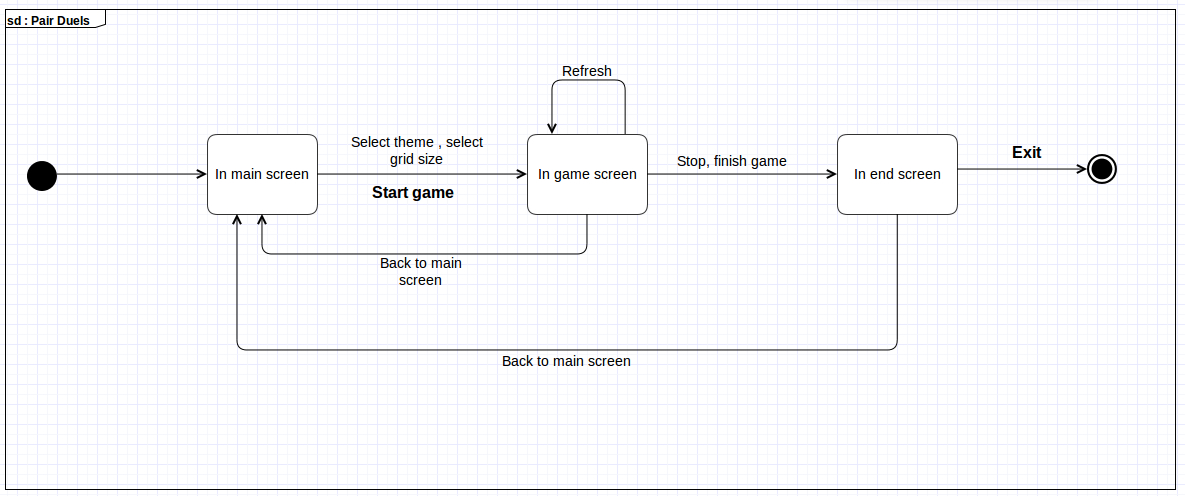 sd : Pair Duels
Refresh
Select theme , select
grid size
Start game
In main screen
In game screen
Stop, finish game
In end screen
Exit
Back to main
screen
Back to main screen